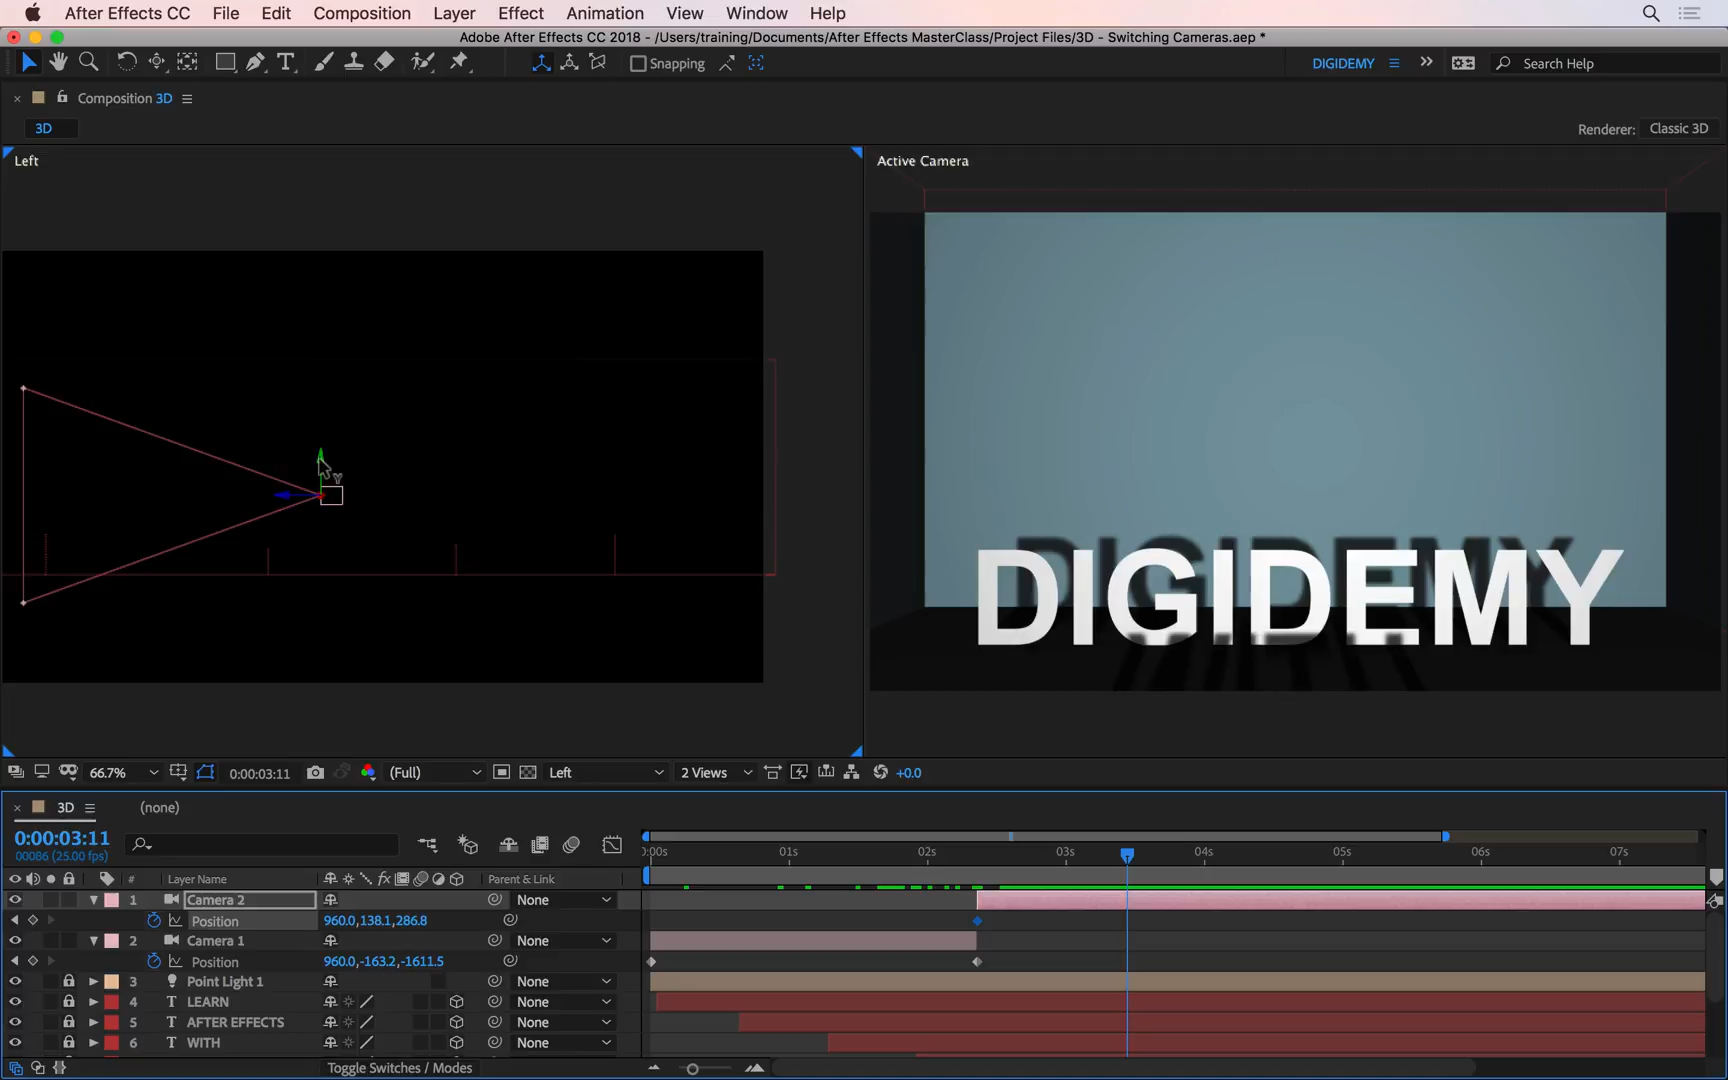 After Effects CC File Edit Composition Layer Effect Animation View Window Help
Adobe After Effects CC 2018 - /Users/training/Documents/After Effects MasterClass/Project Files/3D - Switching Cameras.aep *
Snapping DIGIDEMY Search Help
Composition 3D
3D
Renderer: Classic 3D
Left
Active Camera
DIGIDEMY
Y
66.7% 0:00:03:11 (Full) Left 2 Views +0.0
3D (none)
0:00:03:11
00086 (25.00 fps)
0:00s 01s 02s 03s 04s 05s 06s 07s
# Layer Name Parent & Link
1 Camera 2 None
Position 960.0,138.1,286.8
2 Camera 1 None
Position 960.0,-163.2,-1611.5
3 Point Light 1 None
4 T LEARN None
5 T AFTER EFFECTS None
6 T WITH None
Toggle Switches / Modes